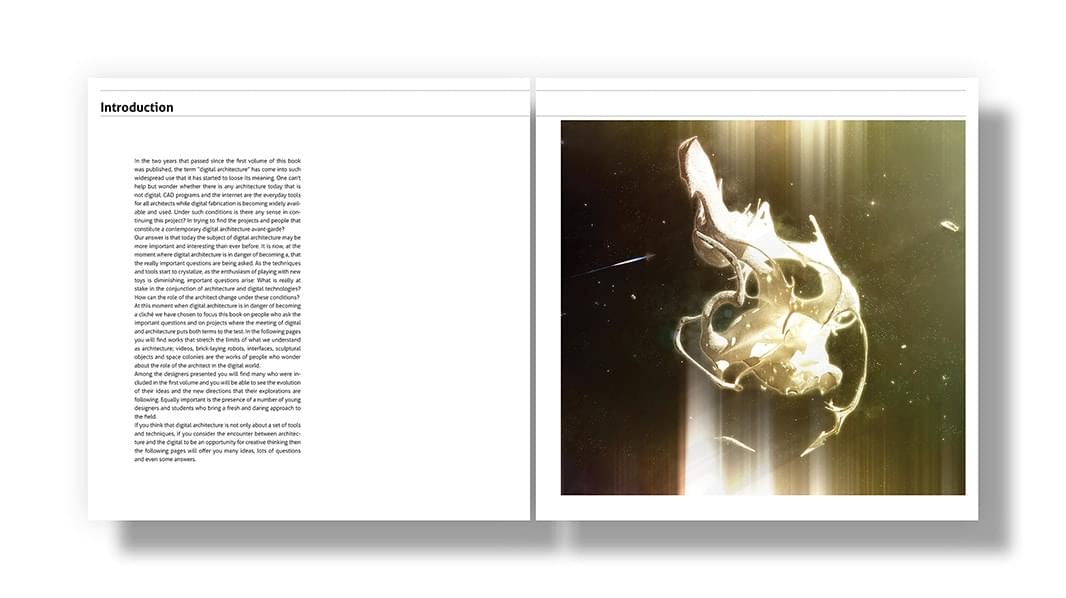 Introduction
In the two years that passed since the first volume of this book
was published, the term "digital architecture" has come into such
widespread use that it has started to loose its meaning. One can't
help but wonder whether there is any architecture today that is
not digital. CAD programs and the internet are the everyday tools
for all architects while digital fabrication is becoming widely avail-
able and used. Under such conditions is there any sense in con-
tinuing this project? In trying to find the projects and people that
constitute a contemporary digital architecture avant-garde?
Our answer is that today the subject of digital architecture may be
more important and interesting than ever before. It is now, at the
moment where digital architecture is in danger of becoming a, that
the really important questions are being asked. As the techniques
and tools start to crystalize, as the enthusiasm of playing with new
toys is diminishing, important questions arise: What is really at
stake in the conjunction of architecture and digital technologies?
How can the role of the architect change under these conditions?
At this moment when digital architecture is in danger of becoming
a cliché we have chosen to focus this book on people who ask the
important questions and on projects where the meeting of digital
and architecture puts both terms to the test. In the following pages
you will find works that stretch the limits of what we understand
as architecture; videos, brick-laying robots, interfaces, sculptural
objects and space colonies are the works of people who wonder
about the role of the architect in the digital world.
Among the designers presented you will find many who were in-
cluded in the first volume and you will be able to see the evolution
of their ideas and the new directions that their explorations are
following. Equally important is the presence of a number of young
designers and students who bring a fresh and daring approach to
the field.
If you think that digital architecture is not only about a set of tools
and techniques, if you consider the encounter between architec-
ture and the digital to be an opportunity for creative thinking then
the following pages will offer you many ideas, lots of questions
and even some answers.